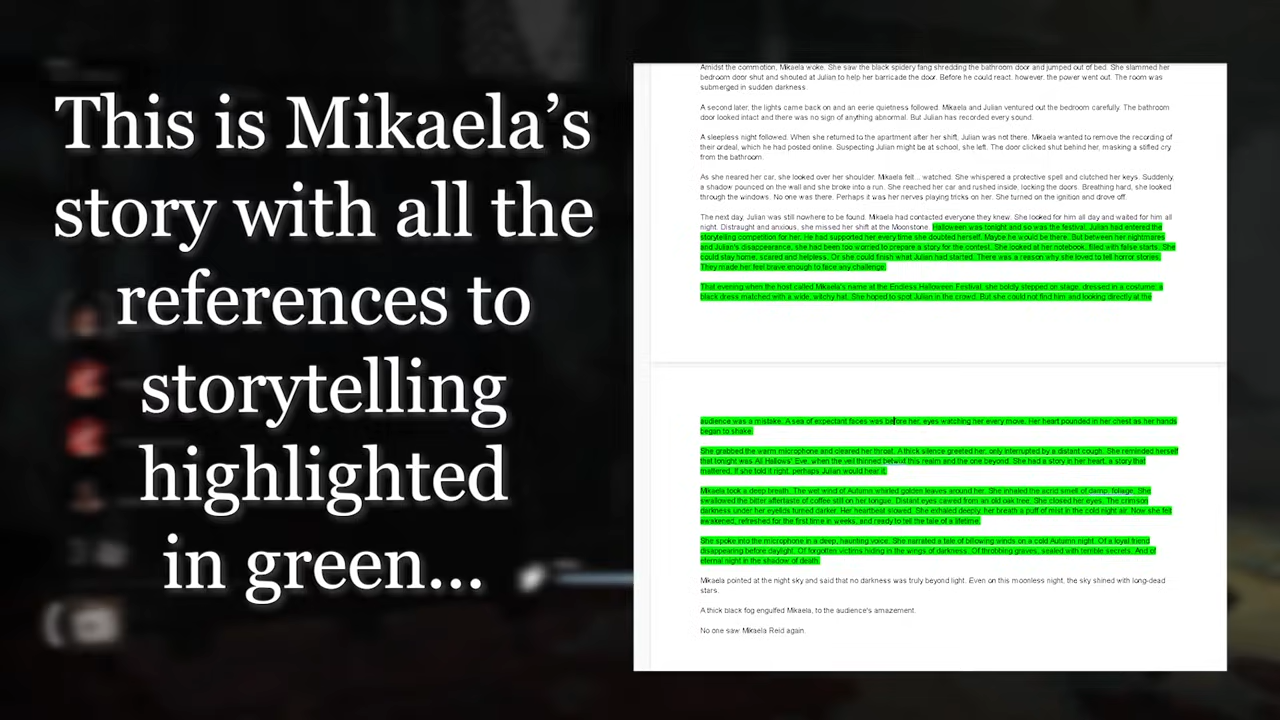 This is Mikaela's
story with all the
references to
storytelling
highlighted
in green...
Amidst the commotion, Mikaela woke. She saw the black spidery fang shredding the bathroom door and jumped out of bed. She slammed her
bedroom door shut and shouted at Julian to help her barricade the door. Before he could react, however, the power went out. The room was
submerged in sudden darkness.
A second later, the lights came back on and an eerie quietness followed. Mikaela and Julian ventured out the bedroom carefully. The bathroom
door looked intact and there was no sign of anything abnormal. But Julian has recorded every sound.
A sleepless night followed. When she returned to the apartment after her shift, Julian was not there. Mikaela wanted to remove the recording of
their ordeal, which he had posted online. Suspecting Julian might be at school, she left. The door clicked shut behind her, masking a stifled cry
from the bathroom.
As she neared her car, she looked over her shoulder. Mikaela felt... watched. She whispered a protective spell and clutched her keys. Suddenly,
a shadow pounced on the wall and she broke into a run. She reached her car and rushed inside, locking the doors. Breathing hard, she looked
through the windows. No one was there. Perhaps it was her nerves playing tricks on her. She turned on the ignition and drove off.
The next day, Julian was still nowhere to be found. Mikaela had contacted everyone they knew. She looked for him all day and waited for him all
night. Distraught and anxious, she missed her shift at the Moonstone. Halloween was tonight and so was the festival. Julian had entered the
storytelling competition for her. He had supported her every time she doubted herself. Maybe he would be there. But between her nightmares
and Julian's disappearance, she had been too worried to prepare a story for the contest. She looked at her notebook, filled with false starts. She
could stay home, scared and helpless. Or she could finish what Julian had started. There was a reason why she loved to tell horror stories.
They made her feel brave enough to face any challenge.
That evening when the host called Mikaela's name at the Endless Halloween Festival, she boldly stepped on stage, dressed in a costume: a
black dress matched with a wide, witchy hat. She hoped to spot Julian in the crowd. But she could not find him and looking directly at the
audience was a mistake. A sea of expectant faces was before her, eyes watching her every move. Her heart pounded in her chest as her hands
began to shake.
She grabbed the warm microphone and cleared her throat. A thick silence greeted her, only interrupted by a distant cough. She reminded herself
that tonight was All Hallows' Eve, when the veil thinned betwixt this realm and the one beyond. She had a story in her heart, a story that
mattered. If she told it right, perhaps Julian would hear it.
Mikaela took a deep breath. The wet wind of Autumn whirled golden leaves around her. She inhaled the acrid smell of damp, foliage. She
swallowed the bitter aftertaste of coffee still on her tongue. Distant eyes cawed from an old oak tree. She closed her eyes. The crimson
darkness under her eyelids turned darker. Her heartbeat slowed. She exhaled deeply, her breath a puff of mist in the cold night air. Now she felt
awakened, refreshed for the first time in weeks, and ready to tell the tale of a lifetime.
She spoke into the microphone in a deep, haunting voice. She narrated a tale of billowing winds on a cold Autumn night. Of a loyal friend
disappearing before daylight. Of forgotten victims hiding in the wings of darkness. Of throbbing graves, sealed with terrible secrets. And of
eternal night in the shadow of death.
Mikaela pointed at the night sky and said that no darkness was truly beyond light. Even on this moonless night, the sky shined with long-dead
stars.
A thick black fog engulfed Mikaela, to the audience's amazement.
No one saw Mikaela Reid again.